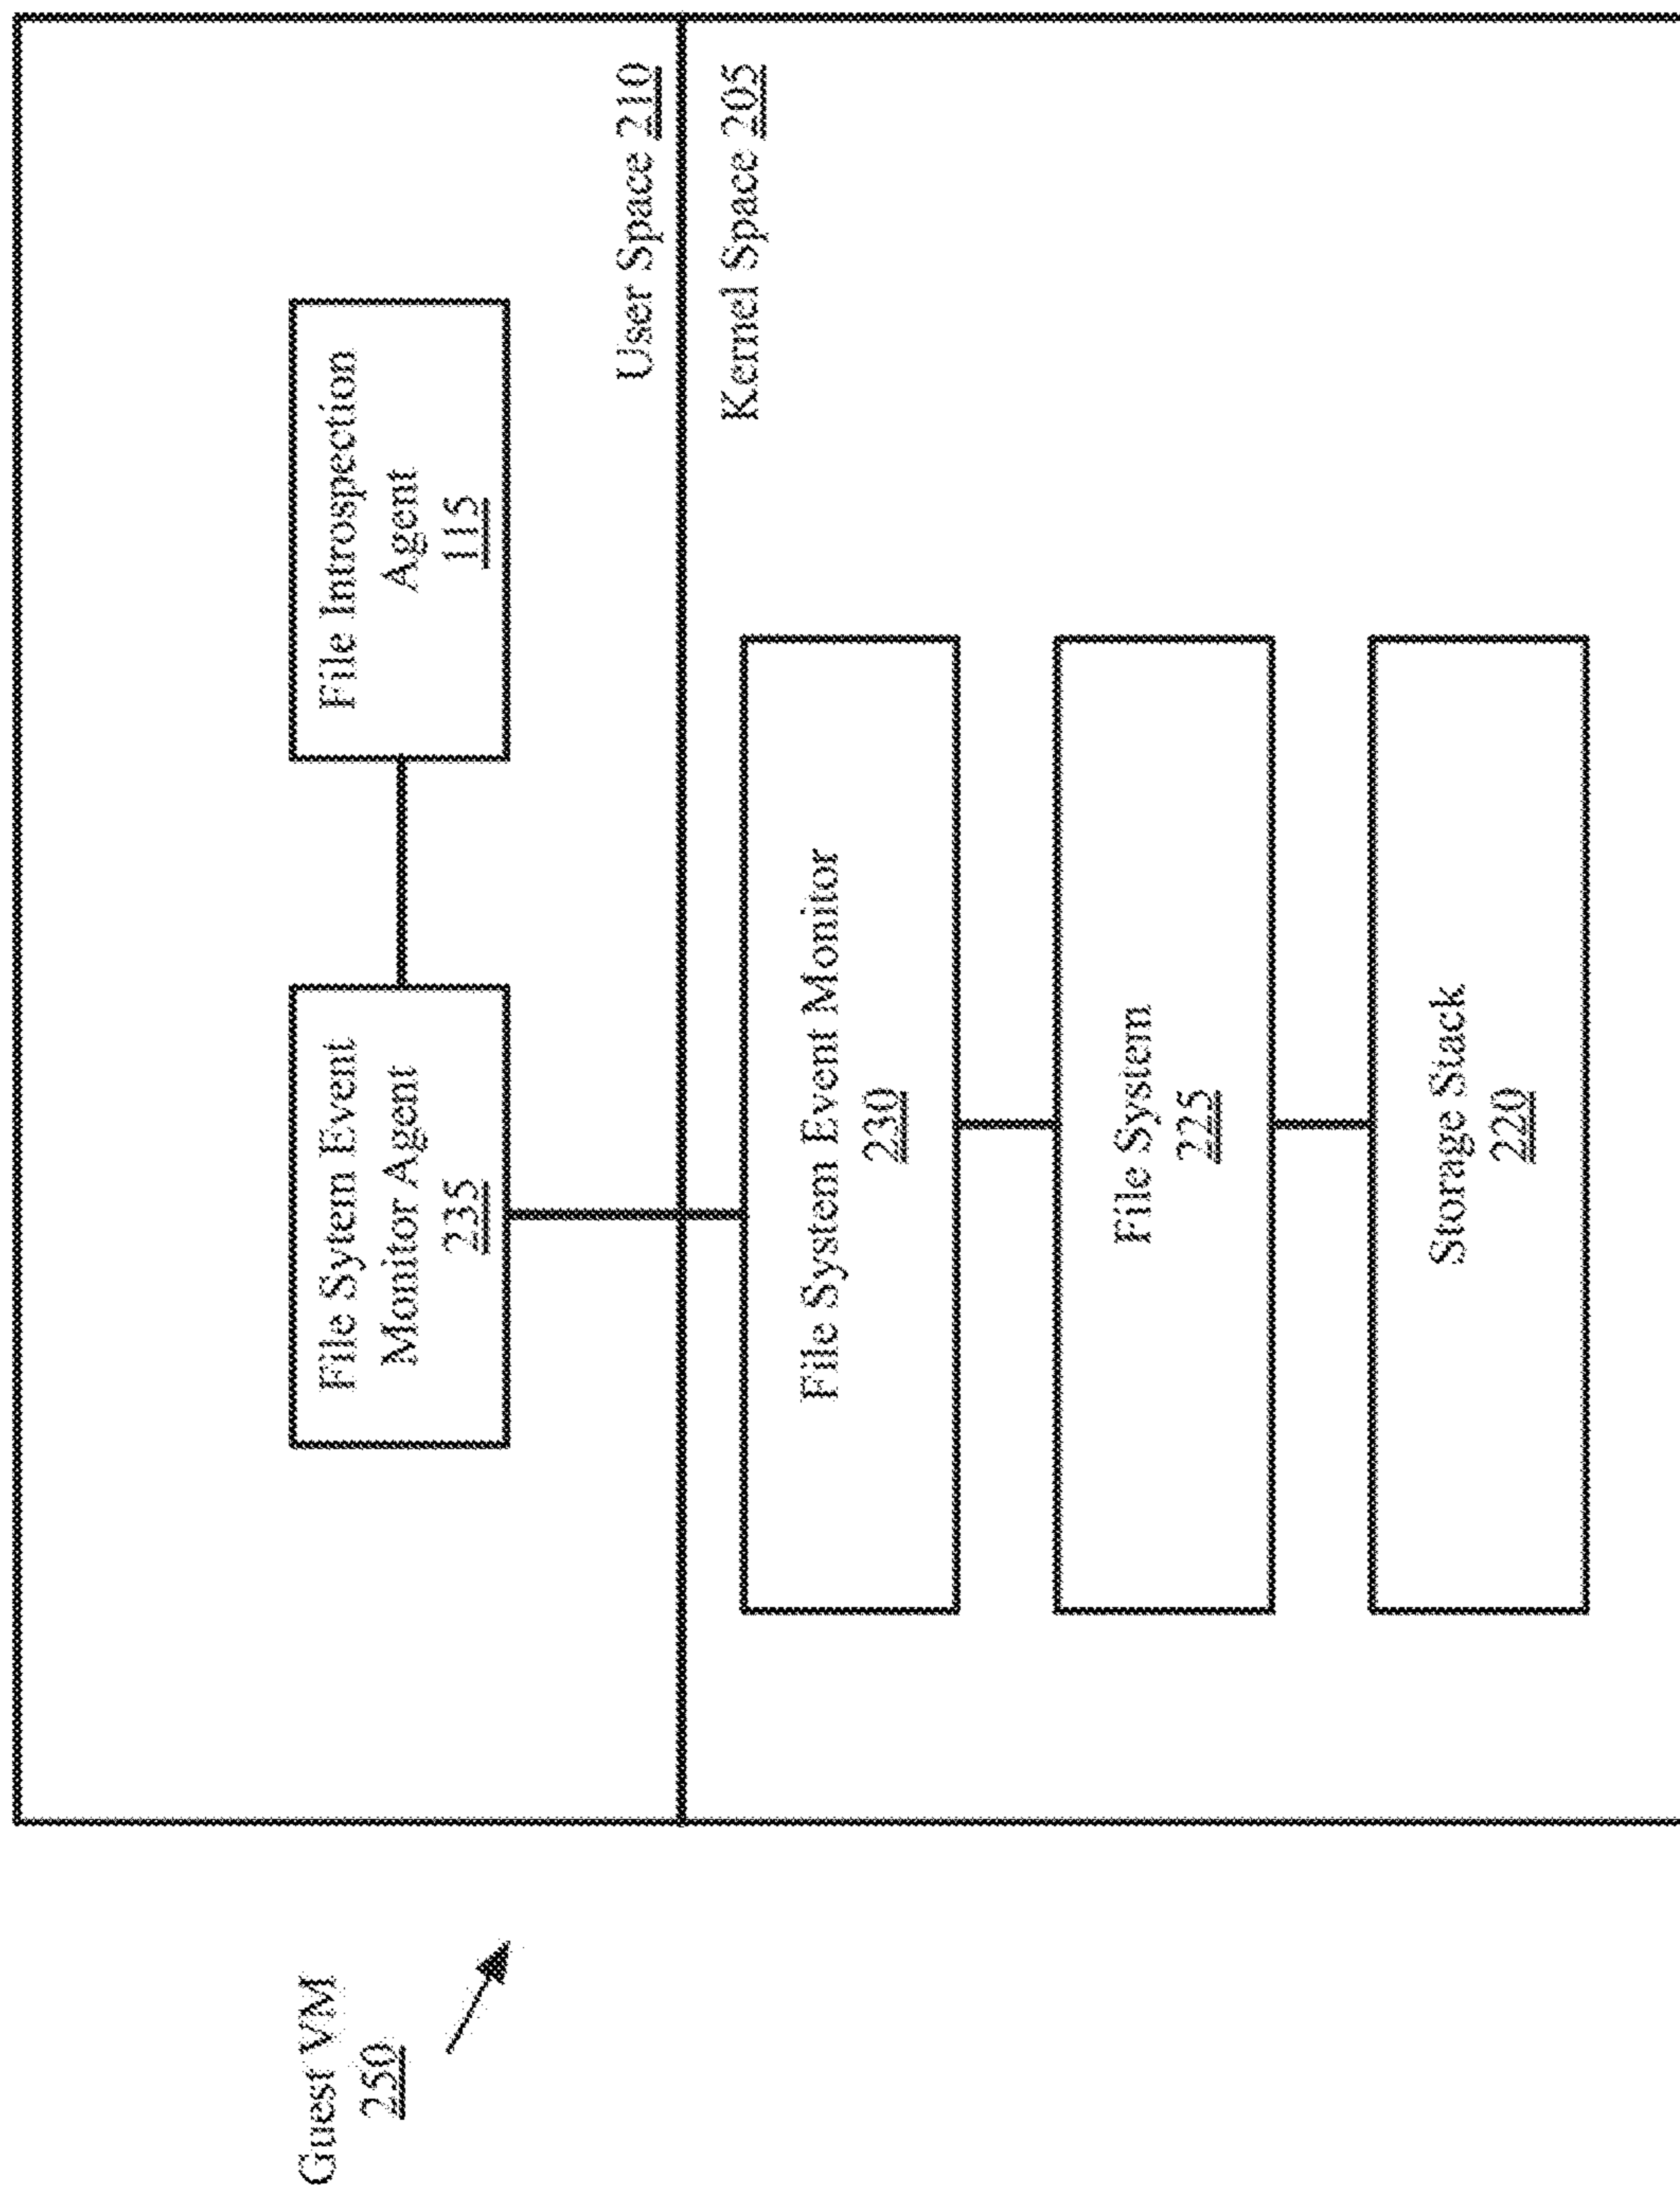 Guest VM
250
File Sytem Event
Monitor Agent
235
File Introspection
Agent
115
User Space 210
Kernel Space 205
File System Event Monitor
230
File System
225
Storage Stack
220